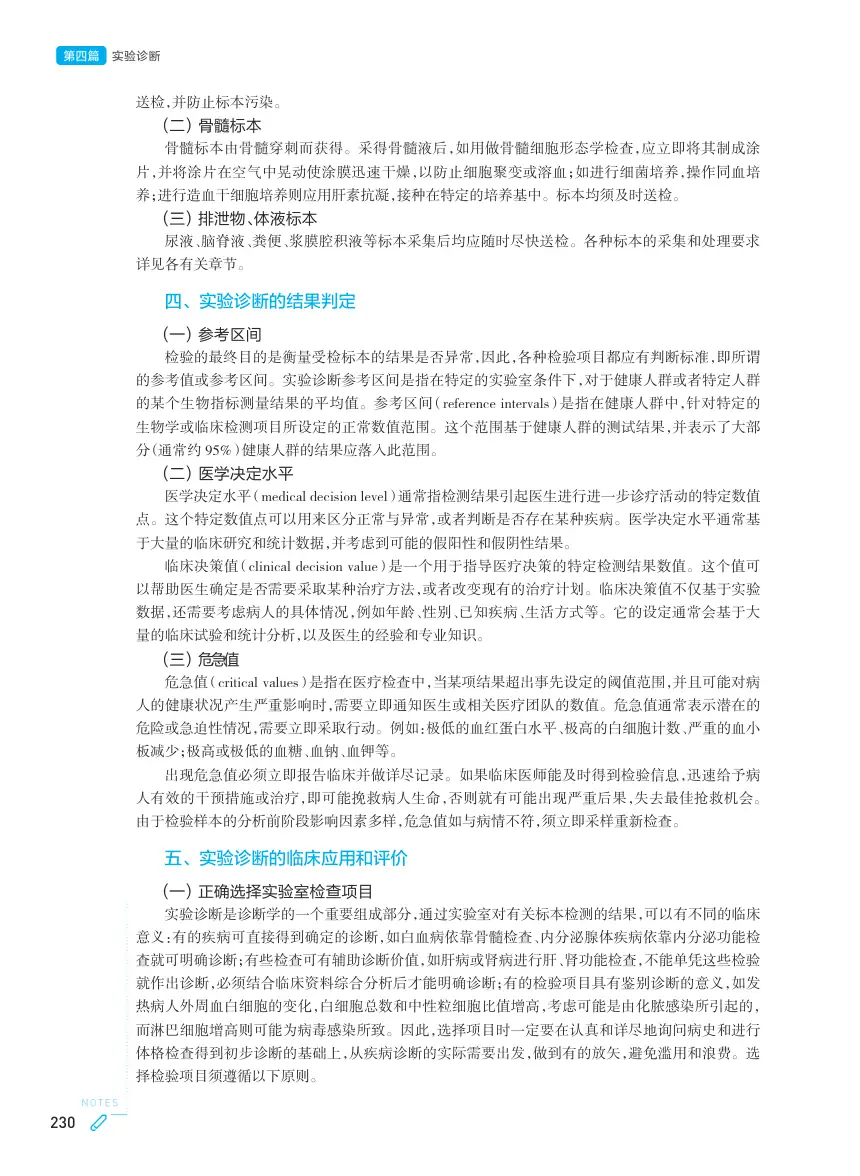 第四篇 实验诊断
送检,并防止标本污染。
（二）骨髓标本
骨髓标本由骨髓穿刺而获得。采得骨髓液后,如用做骨髓细胞形态学检查,应立即将其制成涂
片,并将涂片在空气中晃动使涂膜迅速干燥,以防止细胞聚变或溶血;如进行细菌培养,操作同血培
养;进行造血干细胞培养则应用肝素抗凝,接种在特定的培养基中。标本均须及时送检。
（三）排泄物、体液标本
尿液、脑脊液、粪便、浆膜腔积液等标本采集后均应随时尽快送检。各种标本的采集和处理要求
详见各有关章节。
四、实验诊断的结果判定
（一）参考区间
检验的最终目的是衡量受检标本的结果是否异常,因此,各种检验项目都应有判断标准,即所谓
的参考值或参考区间。实验诊断参考区间是指在特定的实验室条件下,对于健康人群或者特定人群
的某个生物指标测量结果的平均值。参考区间（reference intervals）是指在健康人群中,针对特定的
生物学或临床检测项目所设定的正常数值范围。这个范围基于健康人群的测试结果,并表示了大部
分（通常约 95%）健康人群的结果应落入此范围。
（二）医学决定水平
医学决定水平（medical decision level）通常指检测结果引起医生进行进一步诊疗活动的特定数值
点。这个特定数值点可以用来区分正常与异常,或者判断是否存在某种疾病。医学决定水平通常基
于大量的临床研究和统计数据,并考虑到可能的假阳性和假阴性结果。
临床决策值（clinical decision value）是一个用于指导医疗决策的特定检测结果数值。这个值可
以帮助医生确定是否需要采取某种治疗方法,或者改变现有的治疗计划。临床决策值不仅基于实验
数据,还需要考虑病人的具体情况,例如年龄、性别、已知疾病、生活方式等。它的设定通常会基于大
量的临床试验和统计分析,以及医生的经验和专业知识。
（三）危急值
危急值（critical values）是指在医疗检查中,当某项结果超出事先设定的阈值范围,并且可能对病
人的健康状况产生严重影响时,需要立即通知医生或相关医疗团队的数值。危急值通常表示潜在的
危险或急迫性情况,需要立即采取行动。例如:极低的血红蛋白水平、极高的白细胞计数、严重的血小
板减少;极高或极低的血糖、血钠、血钾等。
出现危急值必须立即报告临床并做详尽记录。如果临床医师能及时得到检验信息,迅速给予病
人有效的干预措施或治疗,即可能挽救病人生命,否则就有可能出现严重后果,失去最佳抢救机会。
由于检验样本的分析前阶段影响因素多样,危急值如与病情不符,须立即采样重新检查。
五、实验诊断的临床应用和评价
（一）正确选择实验室检查项目
实验诊断是诊断学的一个重要组成部分,通过实验室对有关标本检测的结果,可以有不同的临床
意义:有的疾病可直接得到确定的诊断,如白血病依靠骨髓检查、内分泌腺体疾病依靠内分泌功能检
查就可明确诊断;有些检查可有辅助诊断价值,如肝病或肾病进行肝、肾功能检查,不能单凭这些检验
就作出诊断,必须结合临床资料综合分析后才能明确诊断;有的检验项目具有鉴别诊断的意义,如发
热病人外周血白细胞的变化,白细胞总数和中性粒细胞比值增高,考虑可能是由化脓感染所引起的,
而淋巴细胞增高则可能为病毒感染所致。因此,选择项目时一定要在认真和详尽地询问病史和进行
体格检查得到初步诊断的基础上,从疾病诊断的实际需要出发,做到有的放矢,避免滥用和浪费。选
择检验项目须遵循以下原则。
NOTES
230